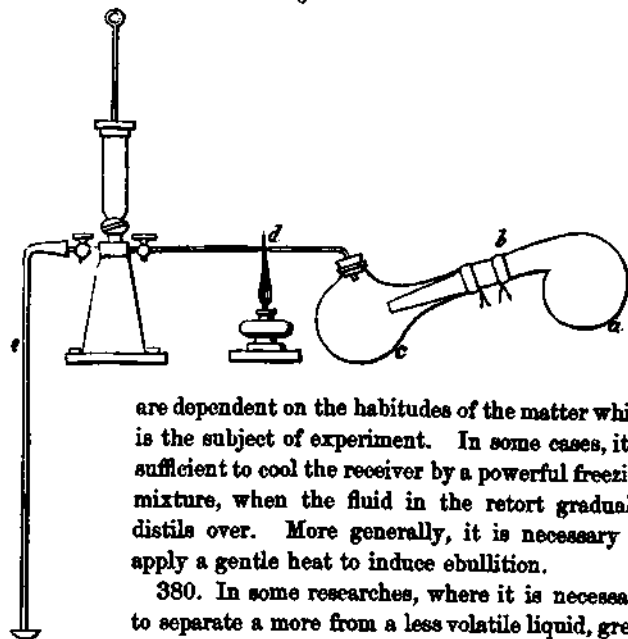 d
b
a
e
c
are dependent on the habitudes of the matter whi
is the subject of experiment. In some cases, it
sufficient to cool the receiver by a powerful freezi
mixture, when the fluid in the retort gradual
distils over. More generally, it is necessary
apply a gentle heat to induce ebullition.
380. In some researches, where it is necessa
to separate a more from a less volatile liquid, gre